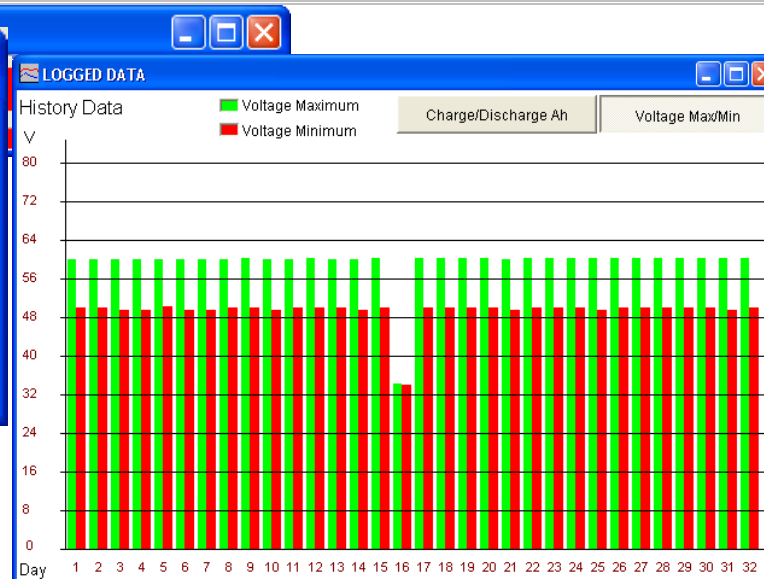 LOGGED DATA
History Data
Voltage Maximum
Voltage Minimum
Charge/Discharge Ah
Voltage Max/Min
V
80
72
64
56
48
40
32
24
16
8
0
Day 1 2 3 4 5 6 7 8 9 10 11 12 13 14 15 16 17 18 19 20 21 22 23 24 25 26 27 28 29 30 31 32